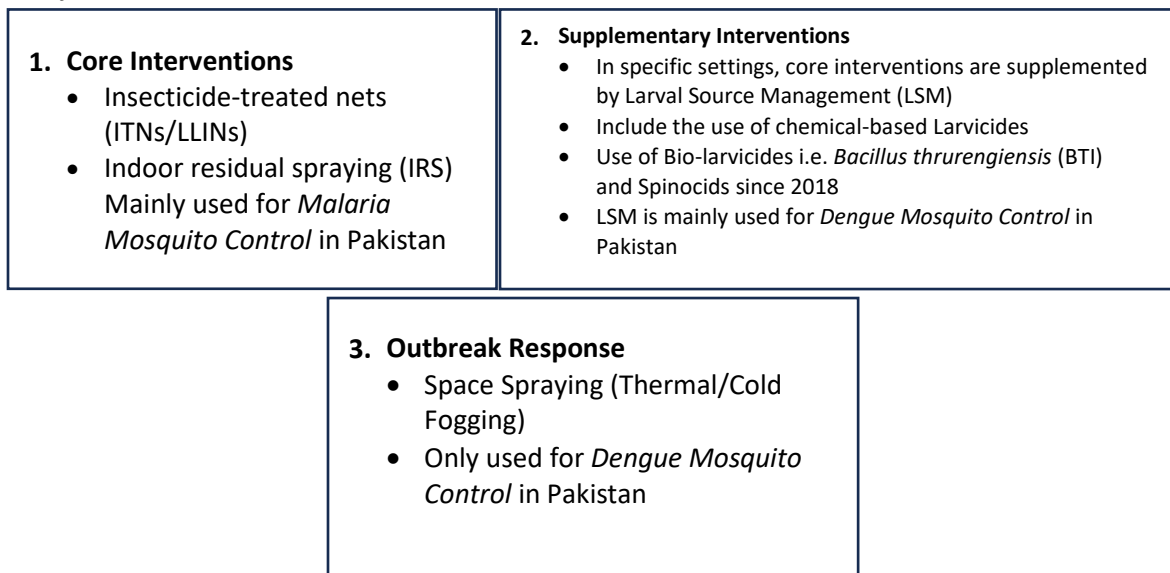 1. Core Interventions
• Insecticide-treated nets
(ITNs/LLINs)
• Indoor residual spraying (IRS)
Mainly used for Malaria
Mosquito Control in Pakistan
2. Supplementary Interventions
• In specific settings, core interventions are supplemented
by Larval Source Management (LSM)
• Include the use of chemical-based Larvicides
• Use of Bio-larvicides i.e. Bacillus thrurengiensis (BTI)
and Spinocids since 2018
• LSM is mainly used for Dengue Mosquito Control in
Pakistan
3. Outbreak Response
• Space Spraying (Thermal/Cold
Fogging)
• Only used for Dengue Mosquito
Control in Pakistan